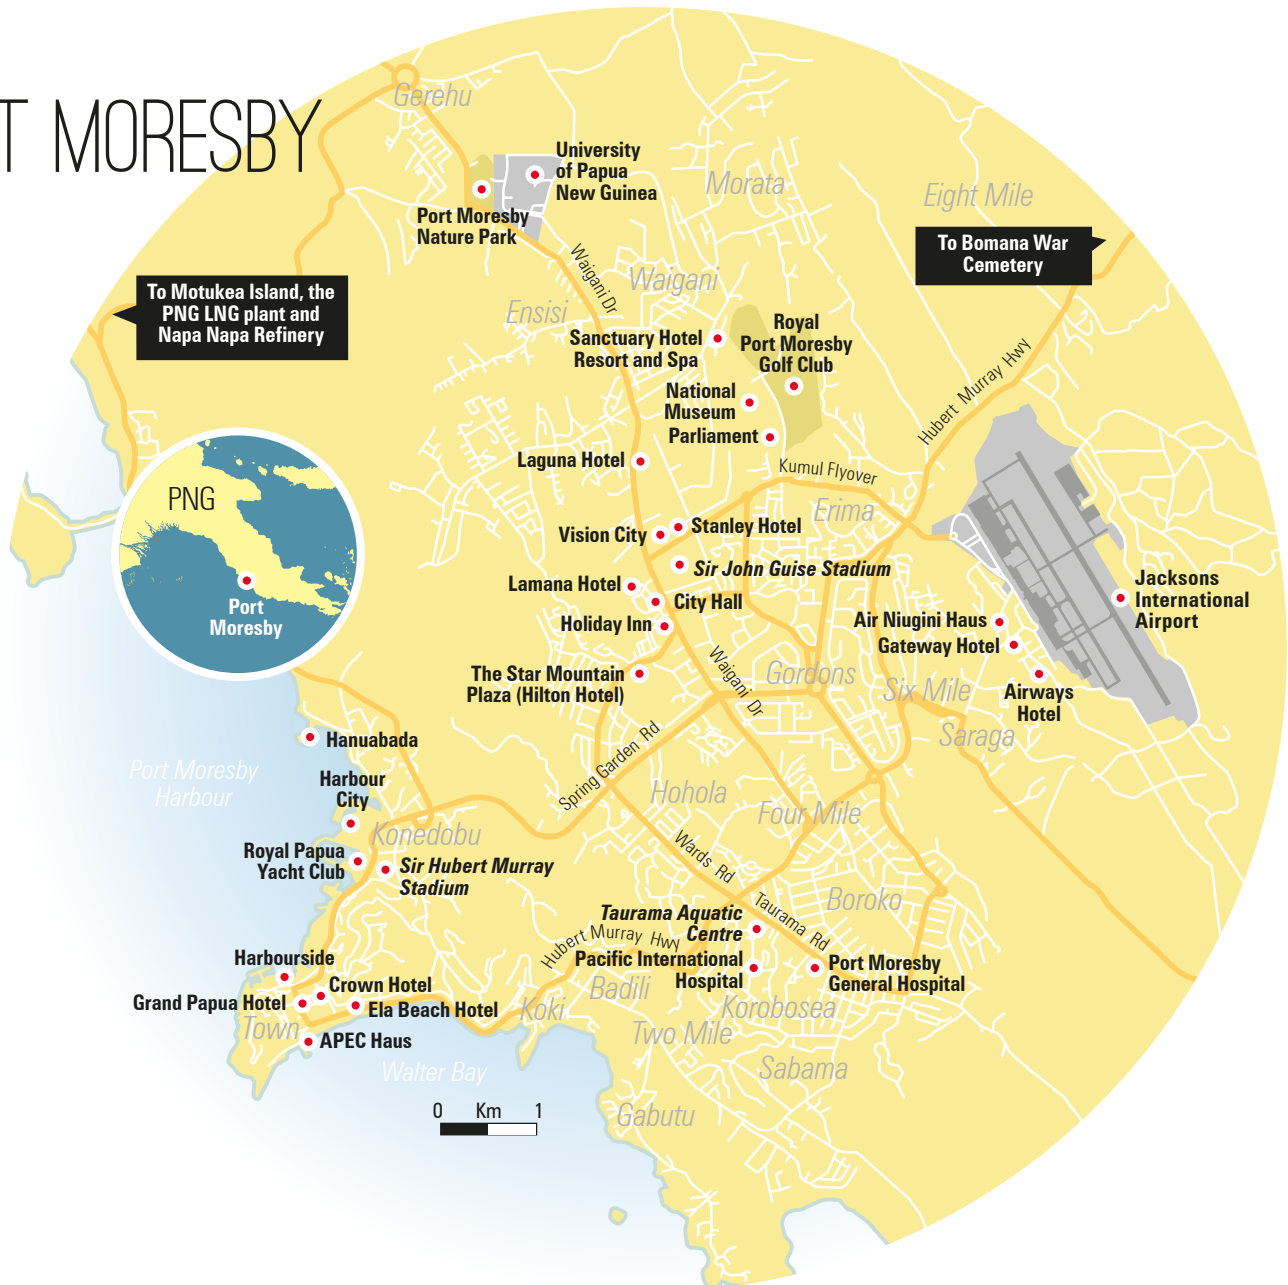 T MORESBY
Gerehu
University
of Papua
New Guinea
Morata
Eight Mile
Port Moresby
Nature Park
To Bomana War
Cemetery
Waigani Dr
Waigani
To Motukea Island, the
PNG LNG plant and
Napa Napa Refinery
Ensisi
Sanctuary Hotel
Resort and Spa
Royal
Port Moresby
Golf Club
Hubert Murray Hwy
National
Museum
Parliament
Laguna Hotel
Kumul Flyover
PNG
Erima
Vision City
Stanley Hotel
Sir John Guise Stadium
Jacksons
International
Airport
Lamana Hotel
City Hall
Port
Moresby
Holiday Inn
Air Niugini Haus
Gateway Hotel
The Star Mountain
Plaza (Hilton Hotel)
Waigani Dr
Gordons
Six Mile
Airways
Hotel
Saraga
Hanuabada
Spring Garden Rd
Port Moresby
Harbour
Harbour
City
Hohola
Four Mile
Konedobu
Royal Papua
Yacht Club
Sir Hubert Murray
Stadium
Wards Rd
Boroko
Taurama Aquatic
Centre
Taurama Rd
Hubert Murray Hwy
Pacific International
Hospital
Port Moresby
General Hospital
Harbourside
Crown Hotel
Grand Papua Hotel
Ela Beach Hotel
Badili
Koki
Korobosea
Town
APEC Haus
Two Mile
Walter Bay
Sabama
0 Km 1
Gabutu